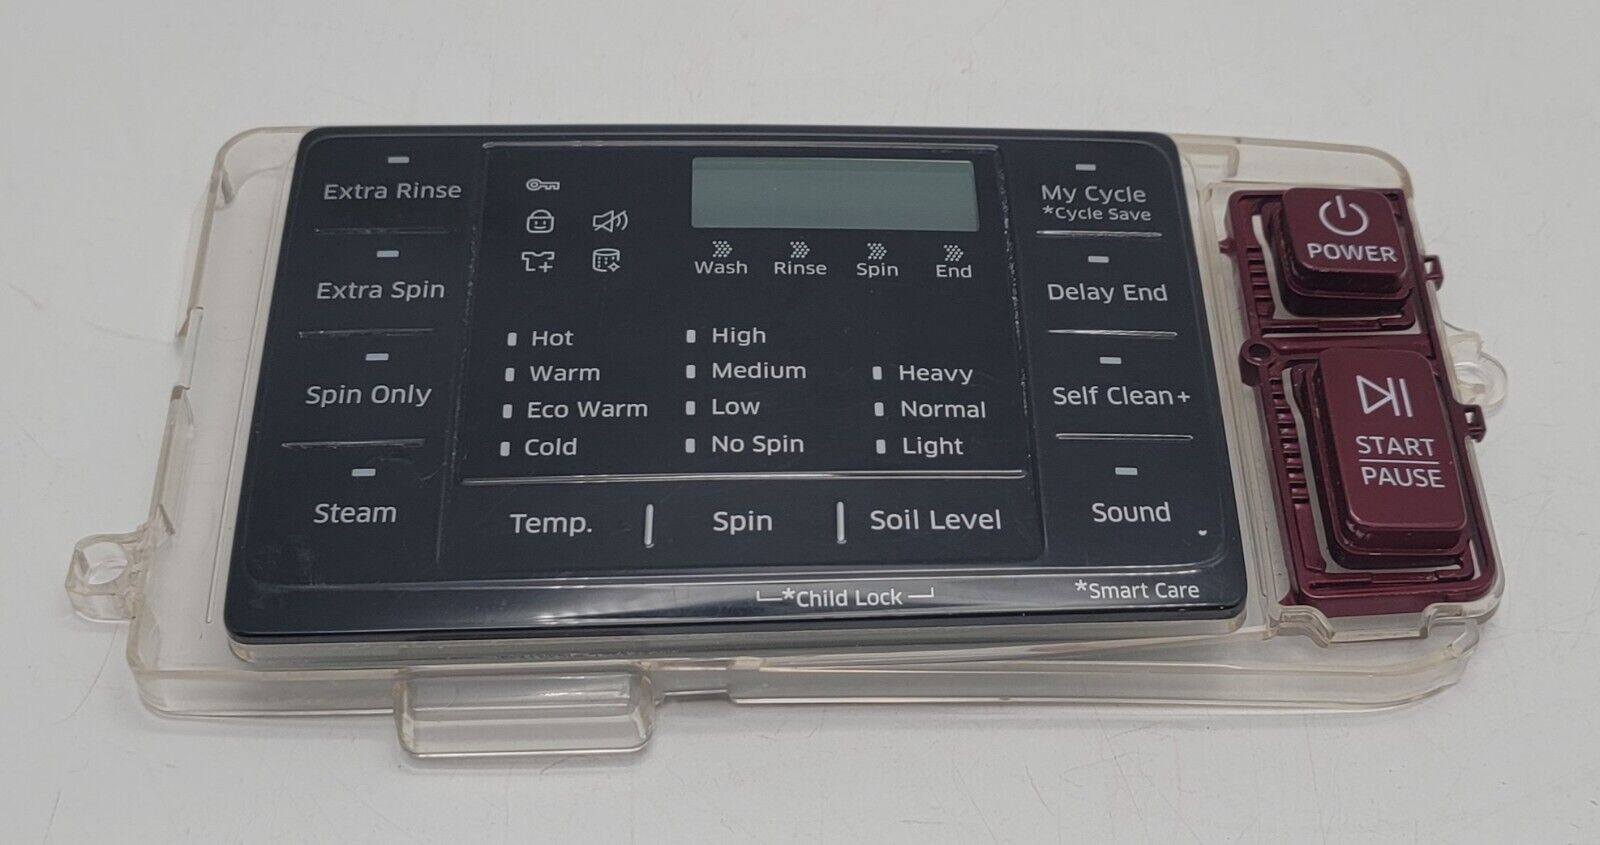 Extra Rinse
Extra Spin
Spin Only
Steam
Wash Rinse Spin End
Hot
Warm
Eco Warm
Cold
High
Medium
Low
No Spin
Heavy
Normal
Light
Temp. Spin Soil Level
*Child Lock
My Cycle
*Cycle Save
Delay End
Self Clean+
Sound
*Smart Care
POWER
START
PAUSE